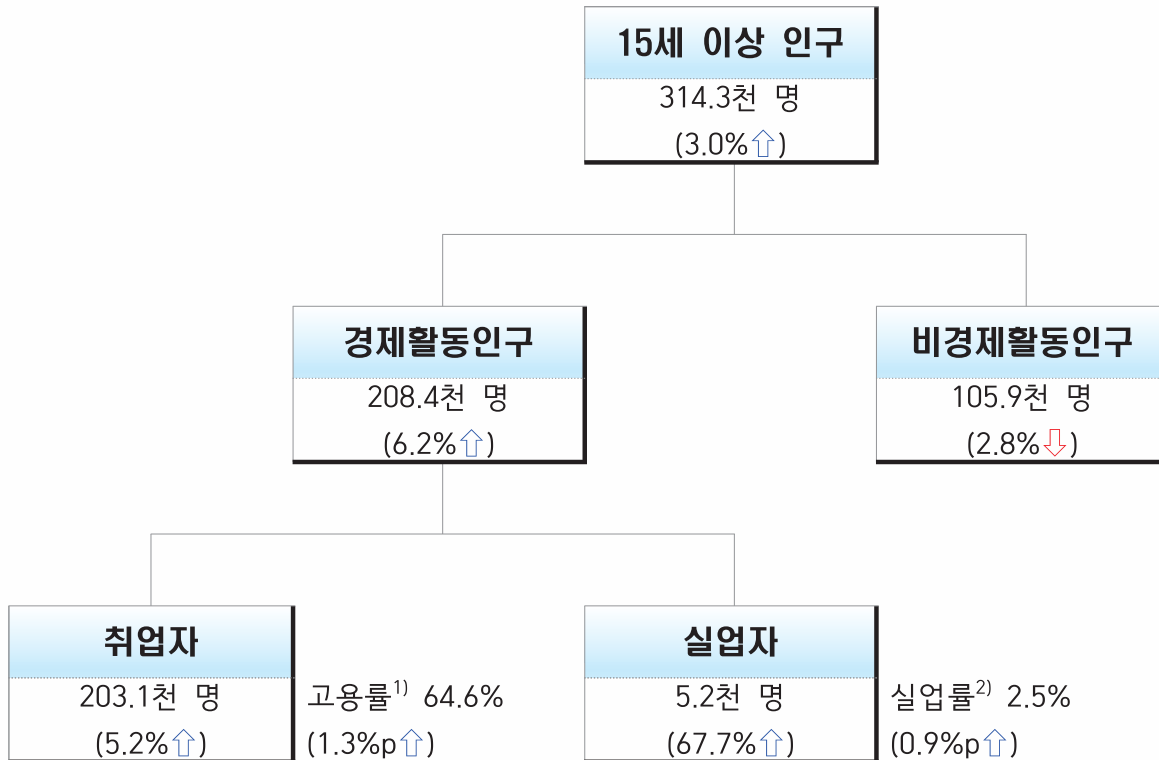 15세 이상 인구
314.3천 명
(3.0%⇧)
경제활동인구
208.4천 명
(6.2%⇧)
비경제활동인구
105.9천 명
(2.8%⇩)
취업자
203.1천 명
(5.2%⇧)
고용률1) 64.6%
(1.3%p⇧)
실업자
5.2천 명
(67.7%⇧)
실업률2) 2.5%
(0.9%p⇧)